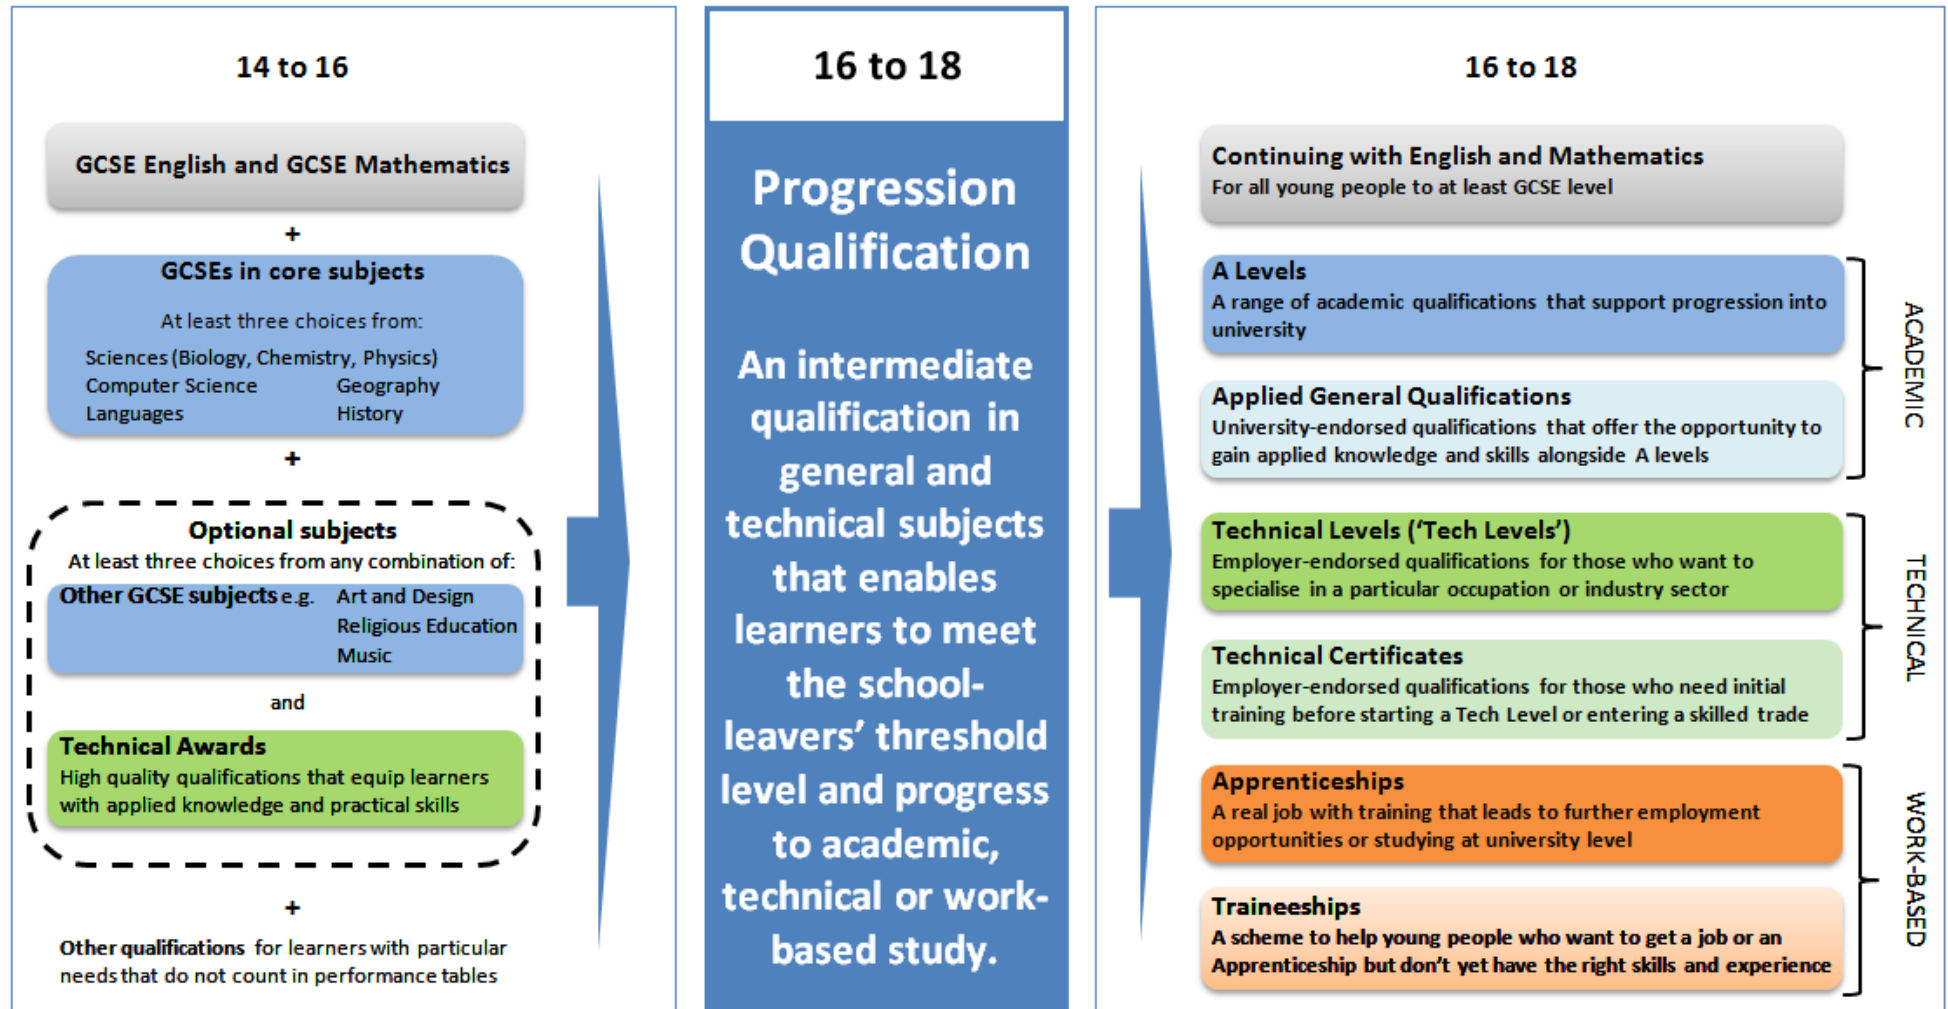 14 to 16
GCSE English and GCSE Mathematics
+
GCSEs in core subjects
At least three choices from:
Sciences (Biology, Chemistry, Physics)
Computer Science Geography
Languages History
+
Optional subjects
At least three choices from any combination of:
Other GCSE subjects e.g. Art and Design
Religious Education
Music
and
Technical Awards
High quality qualifications that equip learners
with applied knowledge and practical skills
+
Other qualifications for learners with particular
needs that do not count in performance tables
16 to 18
Progression
Qualification
An intermediate
qualification in
general and
technical subjects
that enables
learners to meet
the school-
leavers’ threshold
level and progress
to academic,
technical or work-
based study.
16 to 18
Continuing with English and Mathematics
For all young people to at least GCSE level
A Levels
A range of academic qualifications that support progression into
university
Applied General Qualifications
University-endorsed qualifications that offer the opportunity to
gain applied knowledge and skills alongside A levels
ACADEMIC
Technical Levels (‘Tech Levels’)
Employer-endorsed qualifications for those who want to
specialise in a particular occupation or industry sector
Technical Certificates
Employer-endorsed qualifications for those who need initial
training before starting a Tech Level or entering a skilled trade
TECHNICAL
Apprenticeships
A real job with training that leads to further employment
opportunities or studying at university level
Traineeships
A scheme to help young people who want to get a job or an
Apprenticeship but don’t yet have the right skills and experience
WORK-BASED